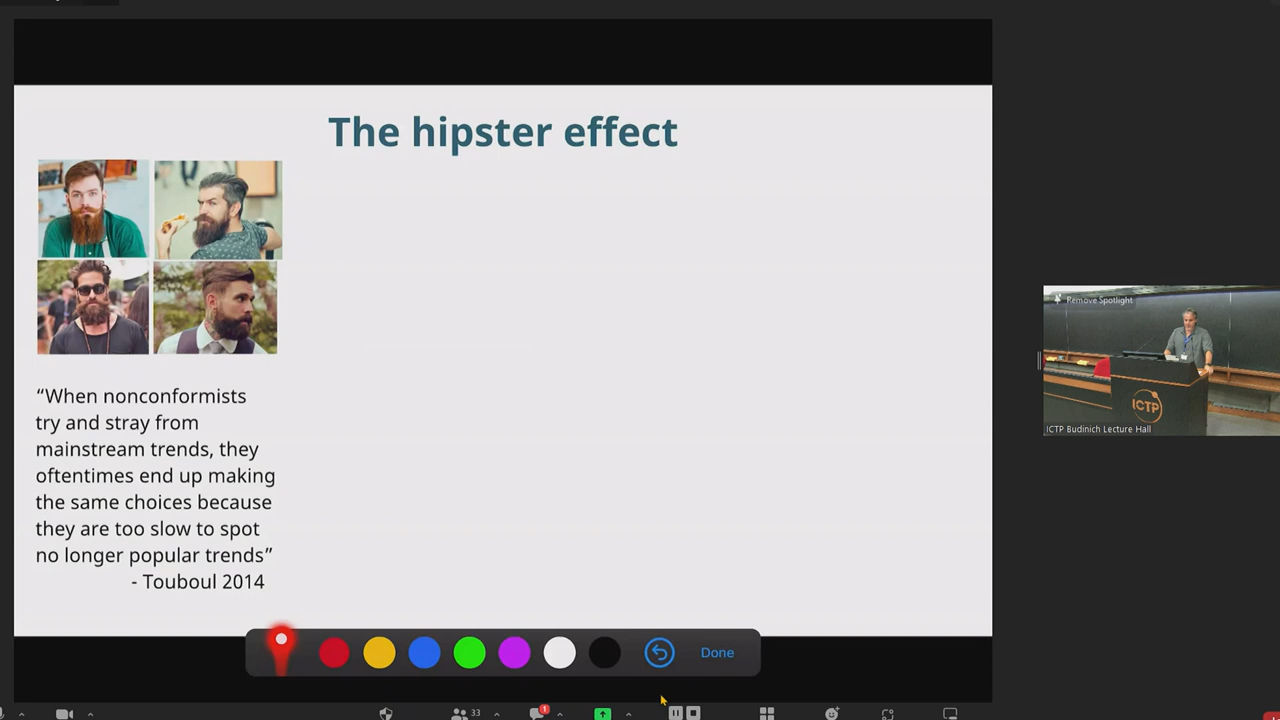 The hipster effect
“When nonconformists
try and stray from
mainstream trends, they
oftentimes end up making
the same choices because
they are too slow to spot
no longer popular trends”
- Touboul 2014
Remove Spotlight
ICTP
ICTP Budinich Lecture Hall
Done
33
1